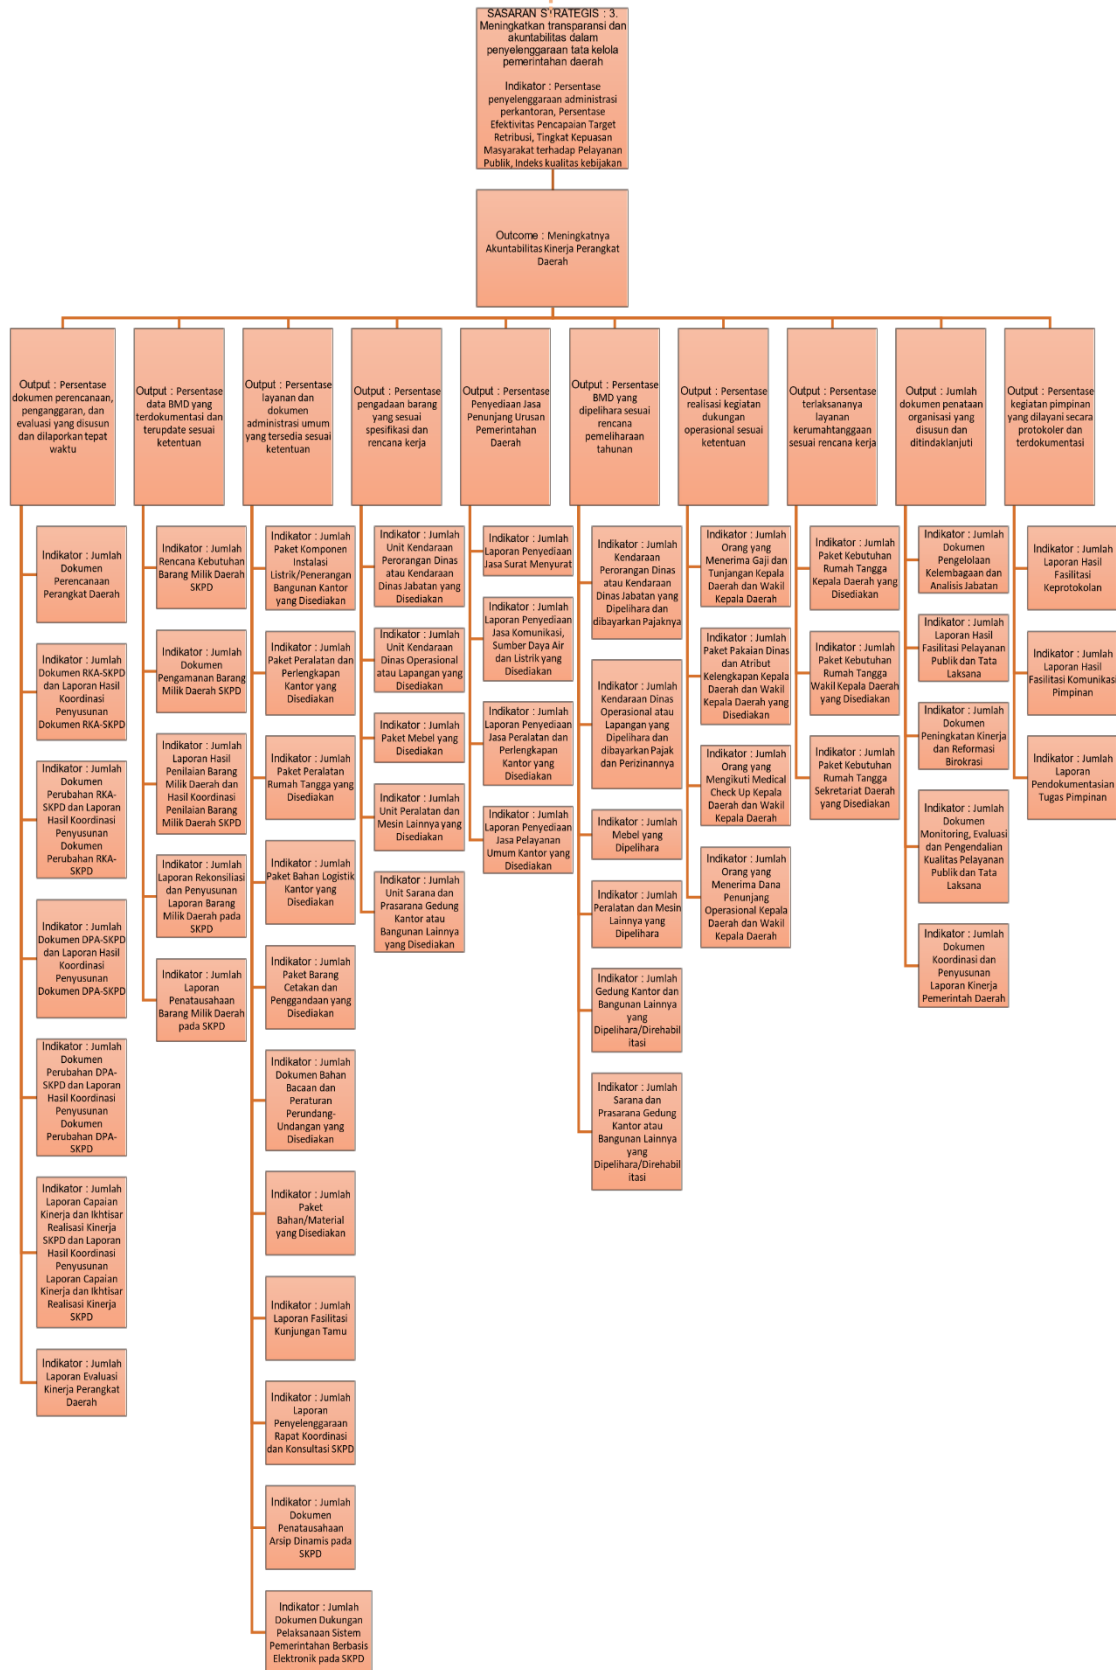 SASARAN S'RATEGIS : 3.
Meningkatkan transparansi dan
akuntabilitas dalam
penyelenggaraan tata kelola
pemerintahan daerah
Indikator : Persentase
penyelenggaraan administrasi
perkantoran, Persentase
Efektivitas Pencapaian Target
Retribusi, Tingkat Kepuasan
Masyarakat terhadap Pelayanan
Publik, Indeks kualitas kebijakan
Outcome : Meningkatnya
Akuntabilitas Kinerja Perangkat
Daerah
Output : Persentase
dokumen perencanaan,
penganggaran, dan
evaluasi yang disusun
dan dilaporkan tepat
waktu
Indikator : Jumlah
Dokumen
Perencanaan
Perangkat Daerah
Indikator : Jumlah
Dokumen RKA-SKPD
dan Laporan Hasil
Koordinasi
Penyusunan
Dokumen RKA-SKPD
Indikator : Jumlah
Dokumen
Perubahan RKA-
SKPD dan Laporan
Hasil Koordinasi
Penyusunan
Dokumen
Perubahan RKA-
SKPD
Indikator : Jumlah
Dokumen DPA-SKPD
dan Laporan Hasil
Koordinasi
Penyusunan
Dokumen DPA-SKPD
Indikator : Jumlah
Dokumen
Perubahan DPA-
SKPD dan Laporan
Hasil Koordinasi
Penyusunan
Dokumen
Perubahan DPA-
SKPD
Indikator : Jumlah
Laporan Capaian
Kinerja dan Ikhtisar
Realisasi Kinerja
SKPD dan Laporan
Hasil Koordinasi
Penyusunan
Laporan Capaian
Kinerja dan Ikhtisar
Realisasi Kinerja
SKPD
Indikator : Jumlah
Laporan Evaluasi
Kinerja Perangkat
Daerah
Output : Persentase
data BMD yang
terdokumentasi dan
terupdate sesuai
ketentuan
Indikator : Jumlah
Rencana Kebutuhan
Barang Milik Daerah
SKPD
Indikator : Jumlah
Dokumen
Pengamanan Barang
Milik Daerah SKPD
Indikator : Jumlah
Laporan Hasil
Penilaian Barang
Milik Daerah dan
Hasil Koordinasi
Penilaian Barang
Milik Daerah SKPD
Indikator : Jumlah
Laporan Rekonsiliasi
dan Penyusunan
Laporan Barang
Milik Daerah pada
SKPD
Indikator : Jumlah
Laporan
Penatausahaan
Barang Milik Daerah
pada SKPD
Output : Persentase
layanan dan
dokumen
administrasi umum
yang tersedia sesuai
ketentuan
Indikator : Jumlah
Paket Komponen
Instalasi
Listrik/Penerangan
Bangunan Kantor
yang Disediakan
Indikator : Jumlah
Paket Peralatan dan
Perlengkapan
Kantor yang
Disediakan
Indikator : Jumlah
Paket Peralatan
Rumah Tangga yang
Disediakan
Indikator : Jumlah
Paket Bahan Logistik
Kantor yang
Disediakan
Indikator : Jumlah
Paket Barang
Cetakan dan
Penggandaan yang
Disediakan
Indikator : Jumlah
Dokumen Bahan
Bacaan dan
Peraturan
Perundang-
Undangan yang
Disediakan
Indikator : Jumlah
Paket
Bahan/Material
yang Disediakan
Indikator : Jumlah
Laporan Fasilitasi
Kunjungan Tamu
Indikator : Jumlah
Laporan
Penyelenggaraan
Rapat Koordinasi
dan Konsultasi SKPD
Indikator : Jumlah
Dokumen
Penatausahaan
Arsip Dinamis pada
SKPD
Indikator : Jumlah
Dokumen Dukungan
Pelaksanaan Sistem
Pemerintahan Berbasis
Elektronik pada SKPD
Output : Persentase
pengadaan barang
yang sesuai
spesifikasi dan
rencana kerja
Indikator : Jumlah
Unit Kendaraan
Perorangan Dinas
atau Kendaraan
Dinas Jabatan yang
Disediakan
Indikator : Jumlah
Unit Kendaraan
Dinas Operasional
atau Lapangan yang
Disediakan
Indikator : Jumlah
Paket Mebel yang
Disediakan
Indikator : Jumlah
Unit Peralatan dan
Mesin Lainnya yang
Disediakan
Indikator : Jumlah
Unit Sarana dan
Prasarana Gedung
Kantor atau
Bangunan Lainnya
yang Disediakan
Output : Persentase
Penyediaan Jasa
Penunjang Urusan
Pemerintahan
Daerah
Indikator : Jumlah
Laporan Penyediaan
Jasa Surat Menyurat
Indikator : Jumlah
Laporan Penyediaan
Jasa Komunikasi,
Sumber Daya Air
dan Listrik yang
Disediakan
Indikator : Jumlah
Laporan Penyediaan
Jasa Peralatan dan
Perlengkapan
Kantor yang
Disediakan
Indikator : Jumlah
Laporan Penyediaan
Jasa Pelayanan
Umum Kantor yang
Disediakan
Output : Persentase
BMD yang
dipelihara sesuai
rencana
pemeliharaan
tahunan
Indikator : Jumlah
Kendaraan
Perorangan Dinas
atau Kendaraan
Dinas Jabatan yang
Dipelihara dan
dibayarkan Pajaknya
Indikator : Jumlah
Kendaraan Dinas
Operasional atau
Lapangan yang
Dipelihara dan
dibayarkan Pajak
dan Perizinannya
Indikator : Jumlah
Mebel yang
Dipelihara
Indikator : Jumlah
Peralatan dan Mesin
Lainnya yang
Dipelihara
Indikator : Jumlah
Gedung Kantor dan
Bangunan Lainnya
yang
Dipelihara/Direhabil
itasi
Indikator : Jumlah
Sarana dan
Prasarana Gedung
Kantor atau
Bangunan Lainnya
yang
Dipelihara/Direhabil
itasi
Output : Persentase
realisasi kegiatan
dukungan
operasional sesuai
ketentuan
Indikator : Jumlah
Orang yang
Menerima Gaji dan
Tunjangan Kepala
Daerah dan Wakil
Kepala Daerah
Indikator : Jumlah
Paket Pakaian Dinas
dan Atribut
Kelengkapan Kepala
Daerah dan Wakil
Kepala Daerah yang
Disediakan
Indikator : Jumlah
Orang yang
Mengikuti Medical
Check Up Kepala
Daerah dan Wakil
Kepala Daerah
Indikator : Jumlah
Orang yang
Menerima Dana
Penunjang
Operasional Kepala
Daerah dan Wakil
Kepala Daerah
Output : Persentase
terlaksananya
layanan
kerumahtanggaan
sesuai rencana kerja
Indikator : Jumlah
Paket Kebutuhan
Rumah Tangga
Kepala Daerah yang
Disediakan
Indikator : Jumlah
Paket Kebutuhan
Rumah Tangga
Wakil Kepala Daerah
yang Disediakan
Indikator : Jumlah
Paket Kebutuhan
Rumah Tangga
Sekretariat Daerah
yang Disediakan
Output : Jumlah
dokumen penataan
organisasi yang
disusun dan
ditindaklanjuti
Indikator : Jumlah
Dokumen
Pengelolaan
Kelembagaan dan
Analisis Jabatan
Indikator : Jumlah
Laporan Hasil
Fasilitasi Pelayanan
Publik dan Tata
Laksana
Indikator : Jumlah
Dokumen
Peningkatan Kinerja
dan Reformasi
Birokrasi
Indikator : Jumlah
Dokumen
Monitoring, Evaluasi
dan Pengendalian
Kualitas Pelayanan
Publik dan Tata
Laksana
Indikator : Jumlah
Dokumen
Koordinasi dan
Penyusunan
Laporan Kinerja
Pemerintah Daerah
Output : Persentase
kegiatan pimpinan
yang dilayani secara
protokoler dan
terdokumentasi
Indikator : Jumlah
Laporan Hasil
Fasilitasi
Keprotokolan
Indikator : Jumlah
Laporan Hasil
Fasilitasi Komunikasi
Pimpinan
Indikator : Jumlah
Laporan
Pendokumentasian
Tugas Pimpinan